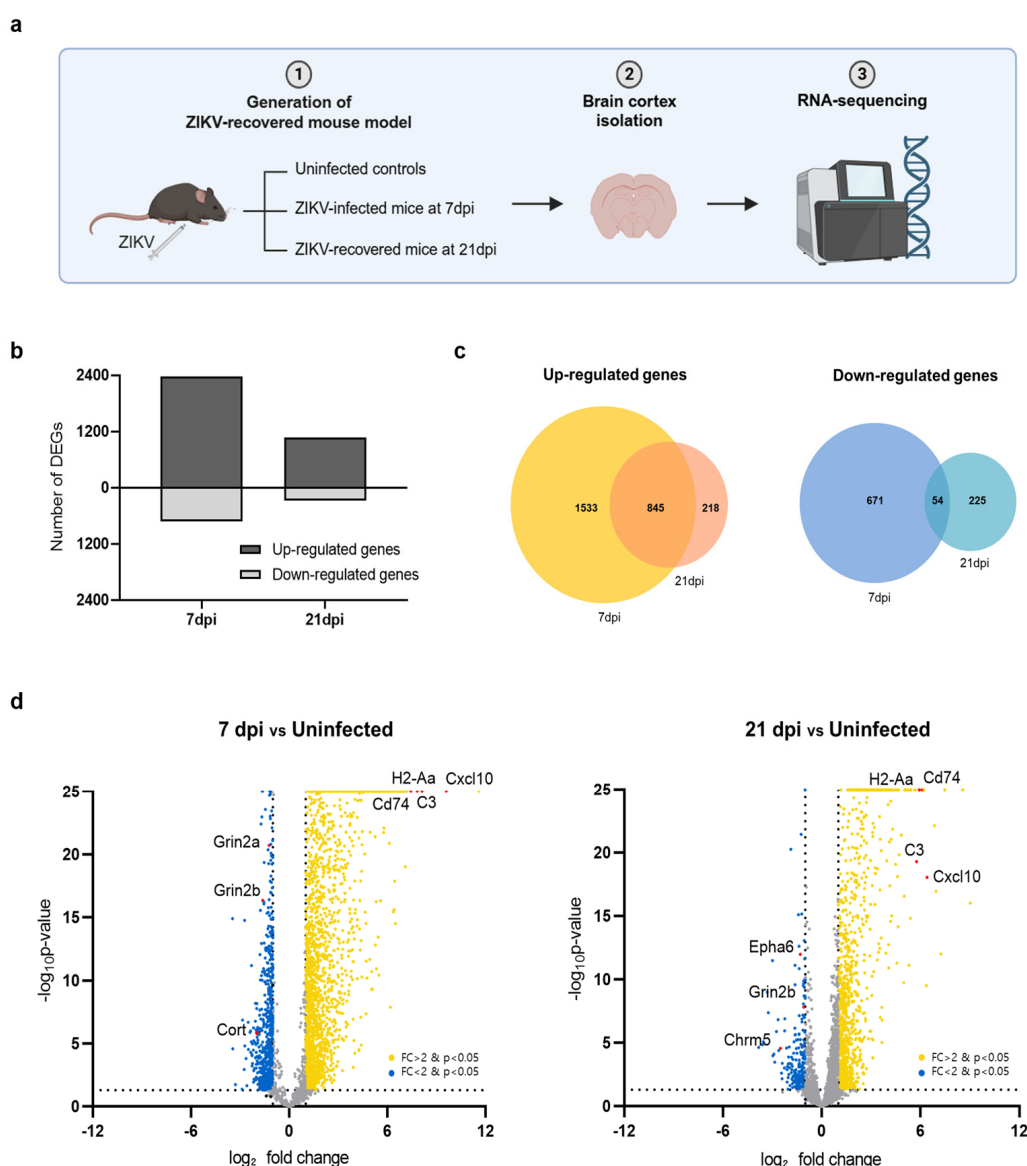 a
1
Generation of
ZIKV-recovered mouse model
2
Brain cortex
isolation
3
RNA-sequencing
Uninfected controls
ZIKV-infected mice at 7dpi
ZIKV-recovered mice at 21dpi
ZIKV
b
2400
1200
0
1200
2400
Number of DEGs
Up-regulated genes
Down-regulated genes
7dpi
21dpi
c
Up-regulated genes
1533
845
218
21dpi
7dpi
Down-regulated genes
671
54
225
21dpi
7dpi
d
7 dpi vs Uninfected
H2-Aa
Cxcl10
Cd74
C3
Grin2a
Grin2b
Cort
25
20
15
10
5
0
-log10p-value
FC>2 & p<0.05
FC<2 & p<0.05
-12
-6
0
6
12
log2 fold change
21 dpi vs Uninfected
H2-Aa
Cd74
C3
Cxcl10
Epha6
Grin2b
Chrm5
25
20
15
10
5
0
-log10p-value
FC>2 & p<0.05
FC<2 & p<0.05
-12
-6
0
6
12
log2 fold change